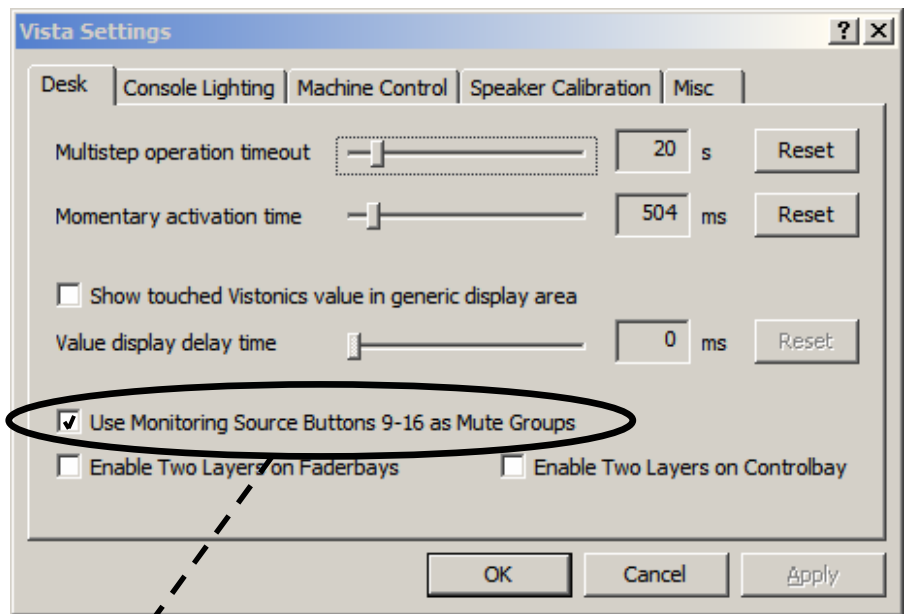 Vista Settings
Desk Console Lighting Machine Control Speaker Calibration Misc
Multistep operation timeout 20 s Reset
Momentary activation time 504 ms Reset
Show touched Vistonics value in generic display area
Value display delay time 0 ms Reset
Use Monitoring Source Buttons 9-16 as Mute Groups
Enable Two Layers on Faderbays Enable Two Layers on Controlbay
OK Cancel Apply